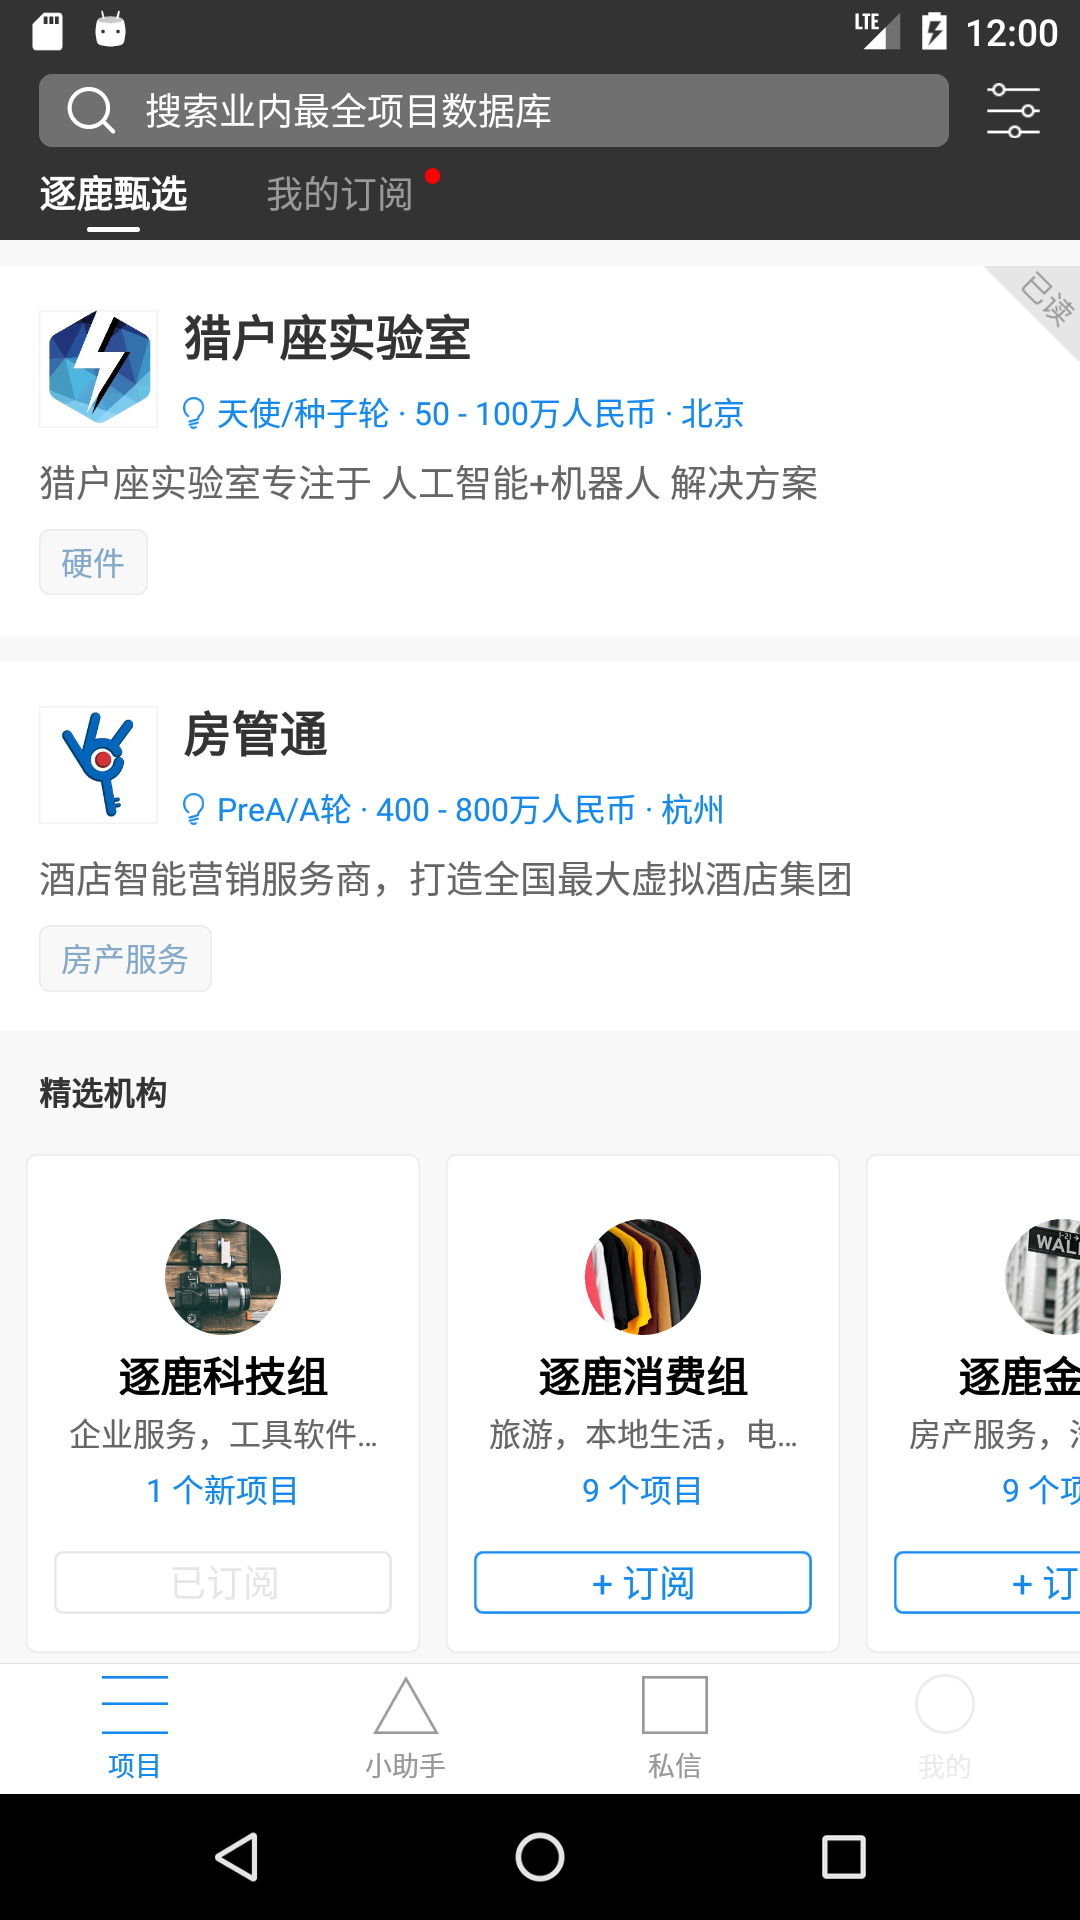 LTE 12:00
搜索业内最全项目数据库
逐鹿甄选 我的订阅
已读
猎户座实验室
天使/种子轮 · 50 - 100万人民币 · 北京
猎户座实验室专注于 人工智能+机器人 解决方案
硬件
房管通
PreA/A轮 · 400 - 800万人民币 · 杭州
酒店智能营销服务商，打造全国最大虚拟酒店集团
房产服务
精选机构
WALL
逐鹿科技组 逐鹿消费组 逐鹿金
企业服务，工具软件... 旅游，本地生活，电... 房产服务，
1 个新项目 9 个项目 9 个项
已订阅 + 订阅 + 订
项目 小助手 私信 我的